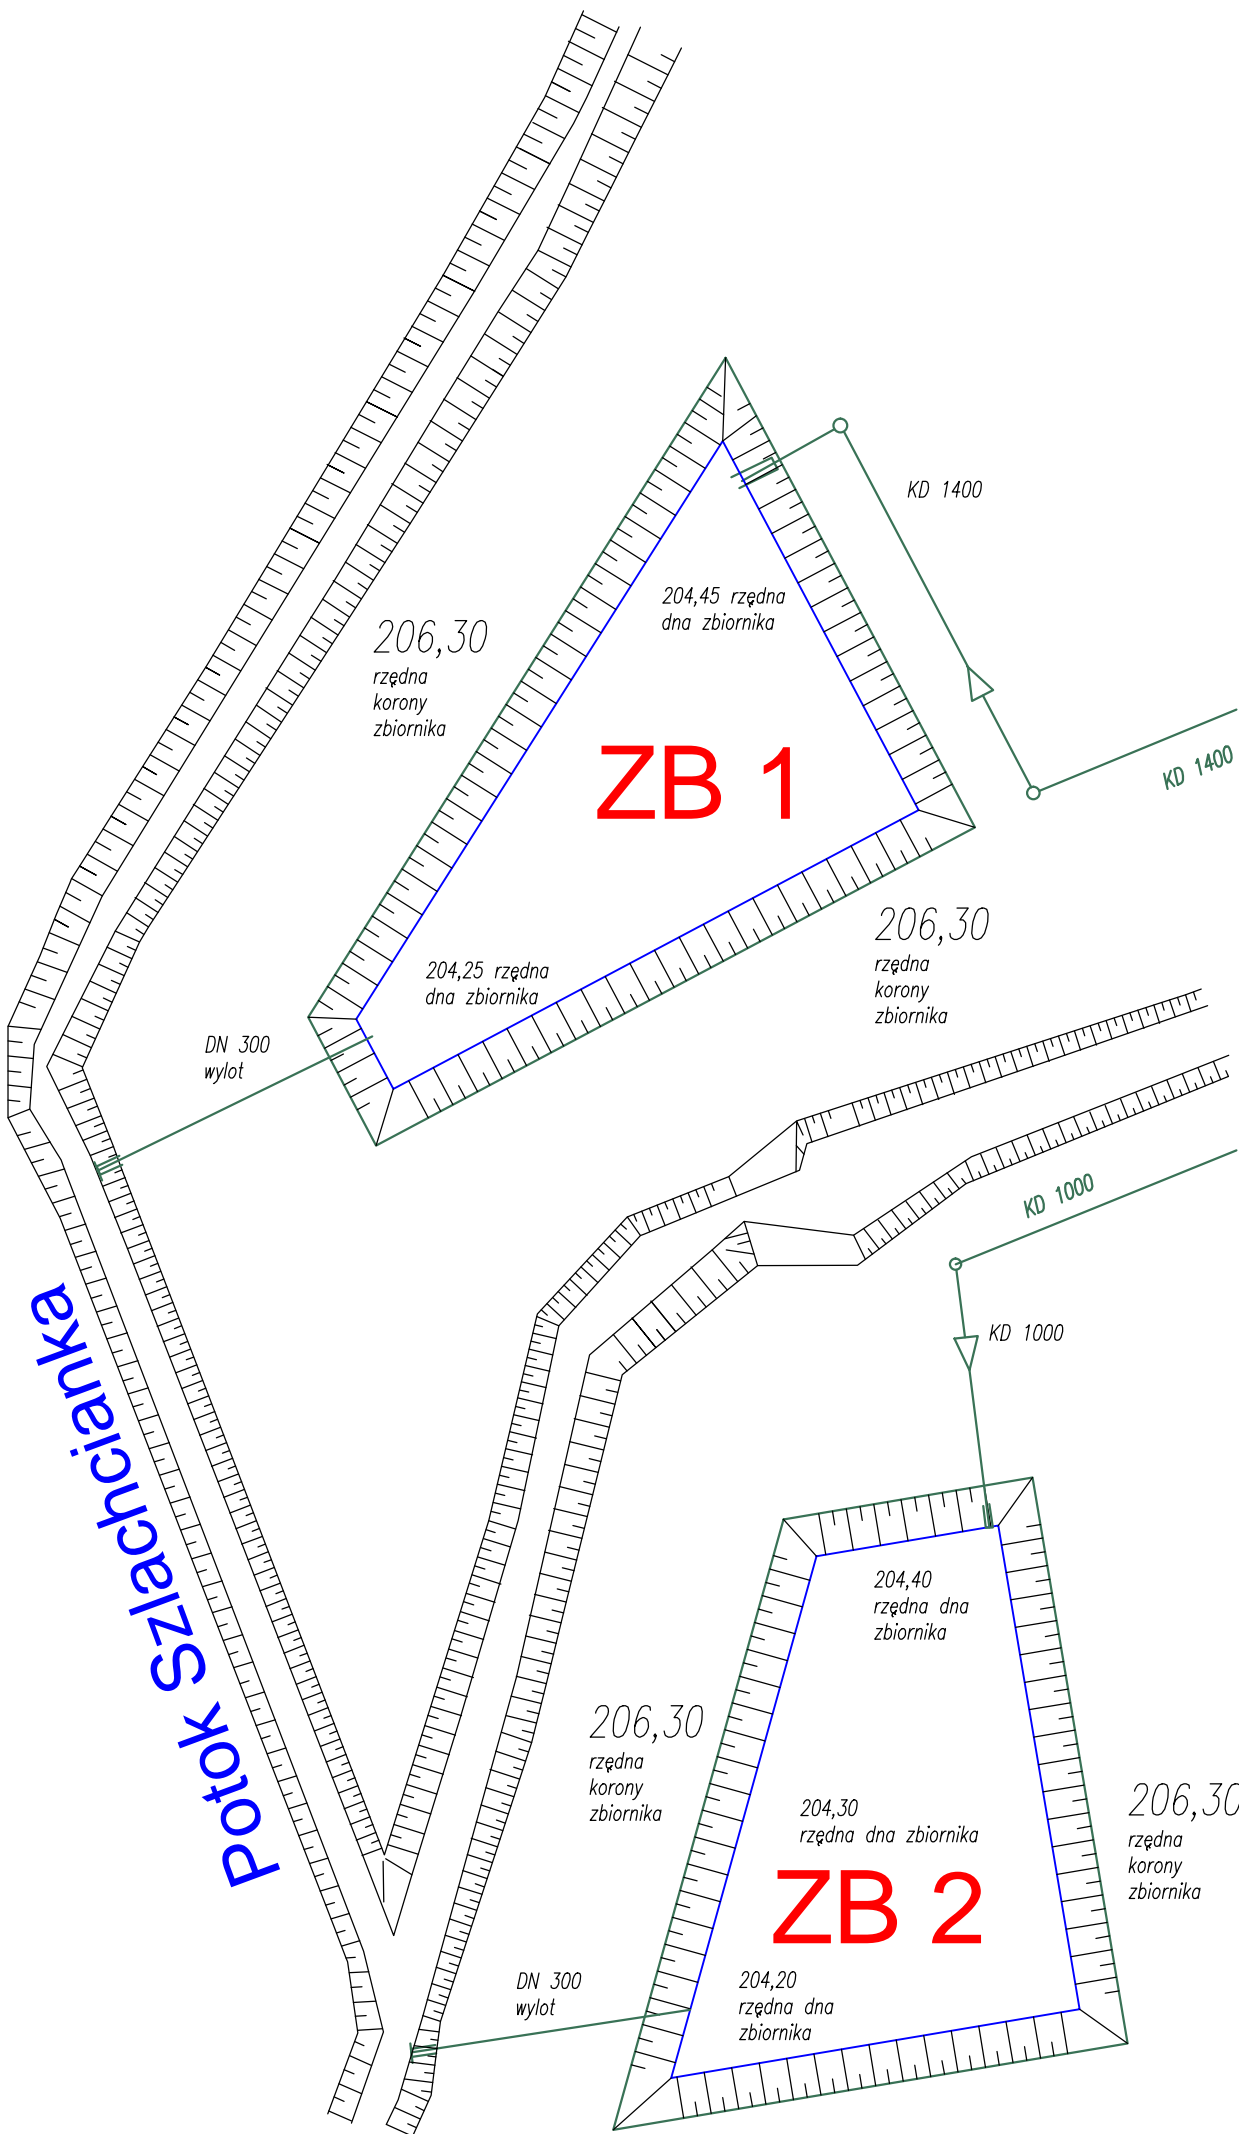 KD 1400
204,45 rzędna
dna zbiornika
206,30
rzędna
korony
zbiornika
ZB 1
KD 1400
206,30
rzędna
korony
zbiornika
204,25 rzędna
dna zbiornika
DN 300
wylot
KD 1000
KD 1000
Potok Szlachcianka
204,40
rzędna dna
zbiornika
206,30
rzędna
korony
zbiornika
204,30
rzędna dna zbiornika
206,30
rzędna
korony
zbiornika
ZB 2
DN 300
wylot
204,20
rzędna dna
zbiornika